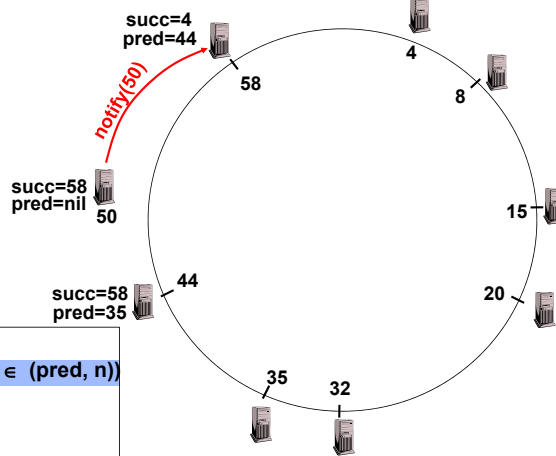 succ=4
pred=44
4
58
8
notify(50)
succ=58
pred=nil
50
15
44
succ=58
pred=35
20
∈ (pred, n))
35
32